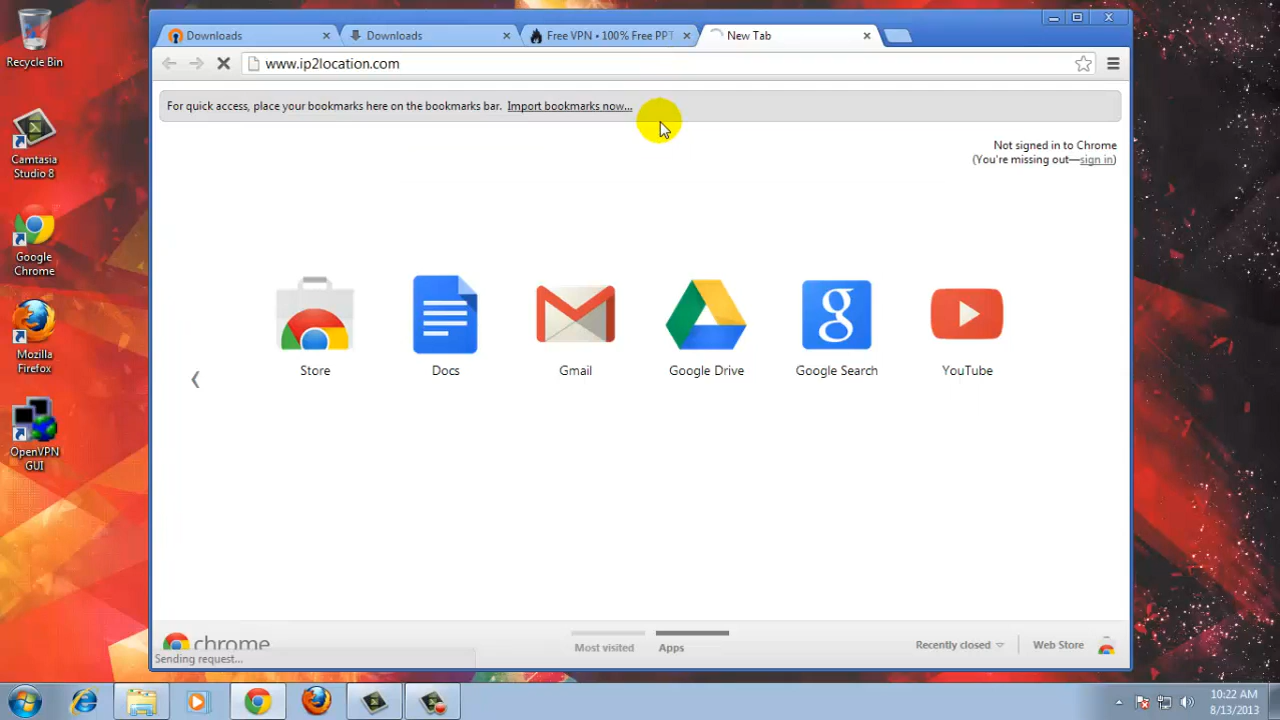 Recycle Bin
Camtasia
Studio 8
Google
Chrome
Mozilla
Firefox
OpenVPN
GUI
Downloads
Downloads
Free VPN • 100% Free PPT
New Tab
www.ip2location.com
For quick access, place your bookmarks here on the bookmarks bar. Import bookmarks now...
Not signed in to Chrome
(You're missing out—sign in)
Store
Docs
Gmail
Google Drive
Google Search
YouTube
chrome
Sending request...
Most visited
Apps
Recently closed
Web Store
10:22 AM
8/13/2013